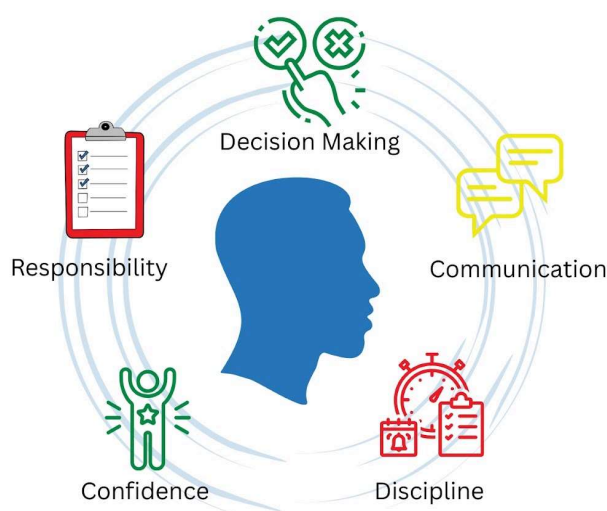 Decision Making
Responsibility
Communication
Confidence
Discipline